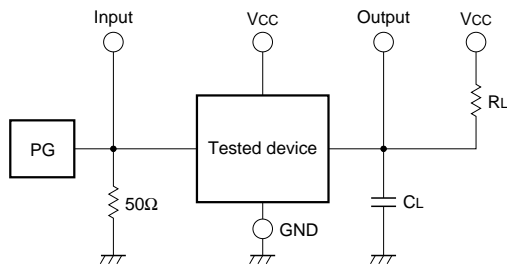 Input
VCC
Output
VCC
RL
PG
Tested device
50Ω
CL
GND